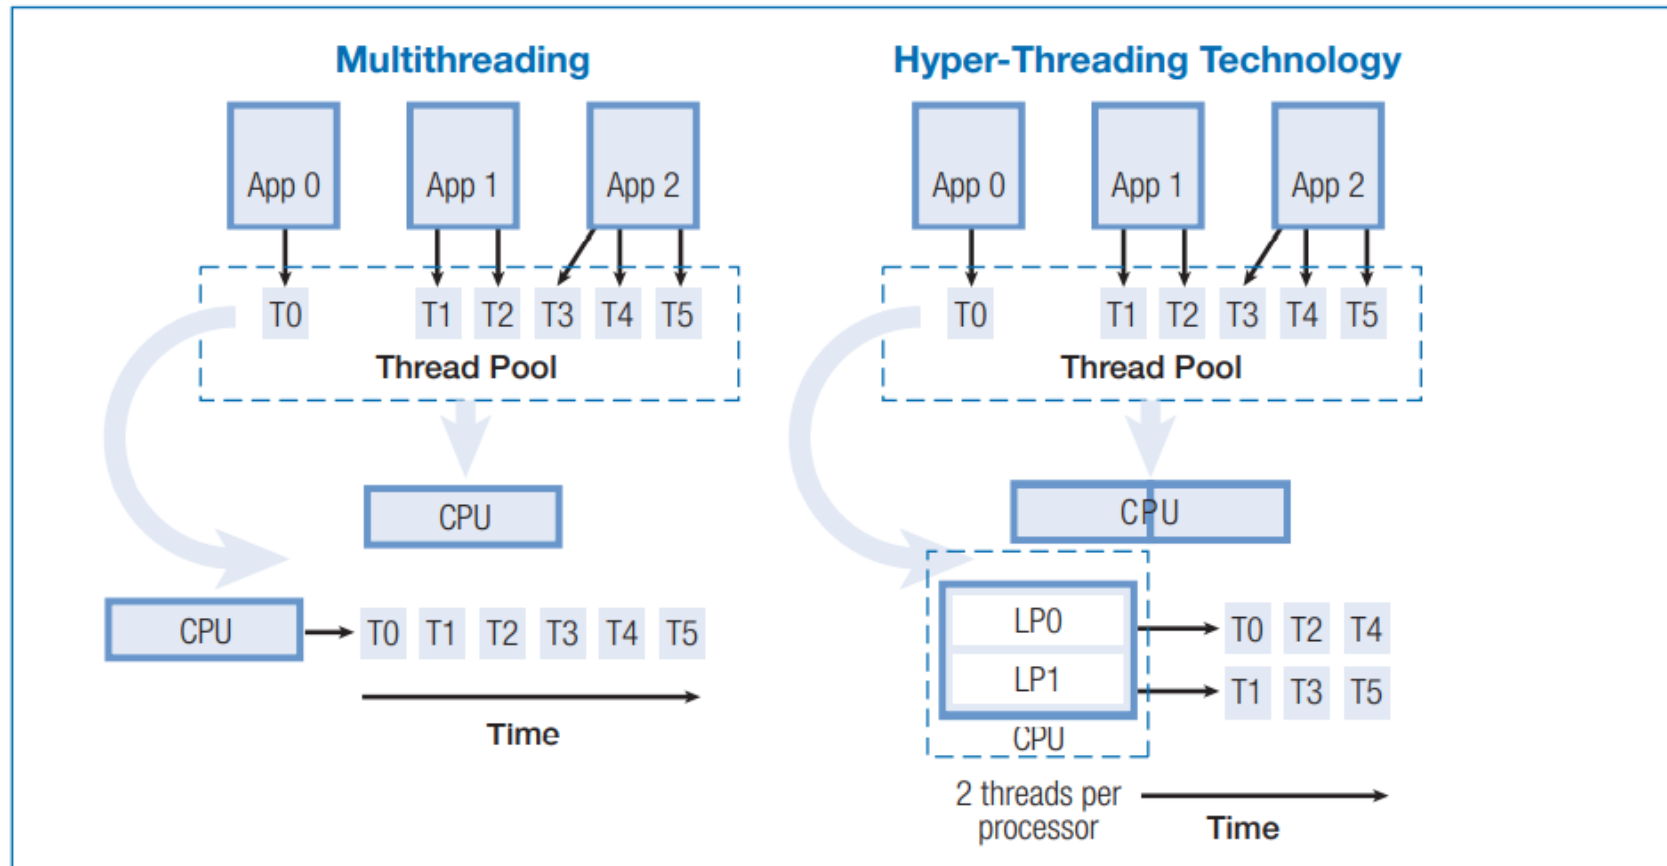 Multithreading
App 0 App 1 App 2
T0 T1 T2 T3 T4 T5
Thread Pool
CPU
CPU T0 T1 T2 T3 T4 T5
Time
Hyper-Threading Technology
App 0 App 1 App 2
T0 T1 T2 T3 T4 T5
Thread Pool
CPU
LP0 T0 T2 T4
LP1 T1 T3 T5
CPU
2 threads per
processor
Time